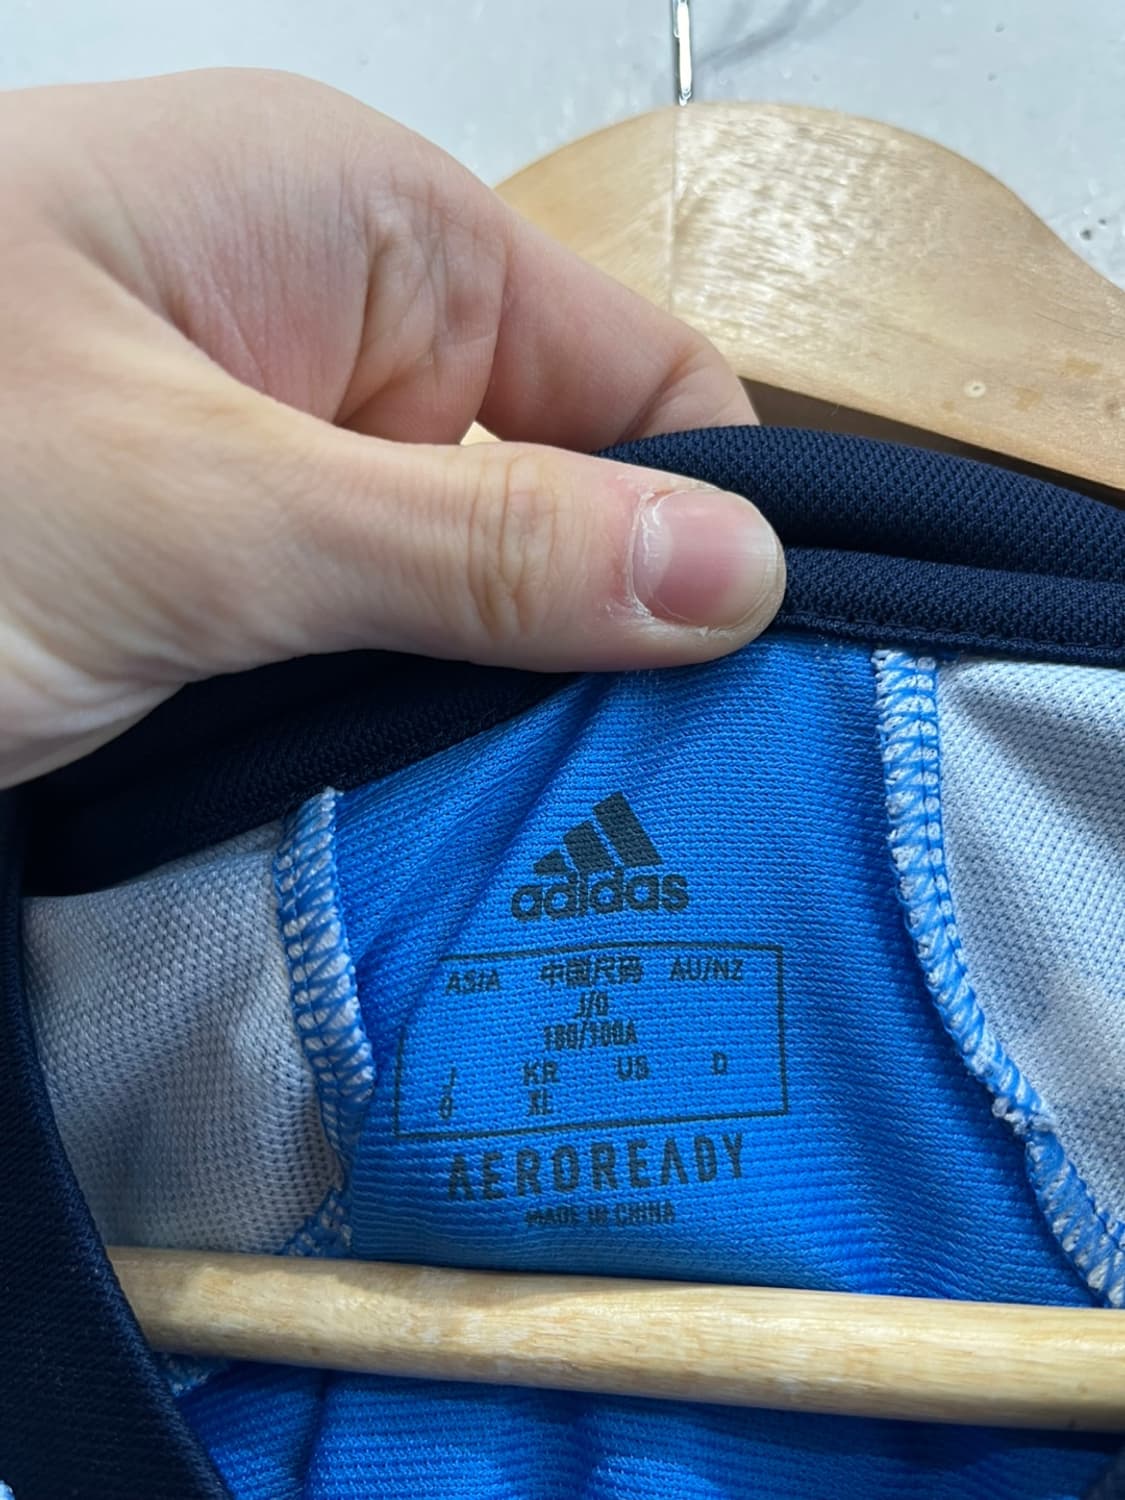 adidas
ASIA 中国尺码 AU/NZ
J/O
180/100A
J KR US D
O XL
AEROREADY
MADE IN CHINA